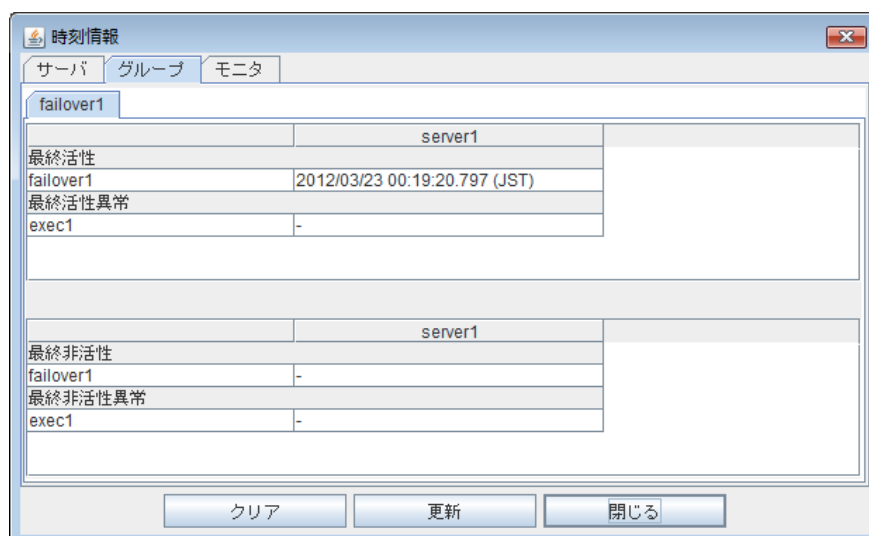 時刻情報
サーバ グループ モニタ
failover1
server1
最終活性
failover1 2012/03/23 00:19:20.797 (JST)
最終活性異常
exec1 -
server1
最終非活性
failover1 -
最終非活性異常
exec1 -
クリア 更新 閉じる